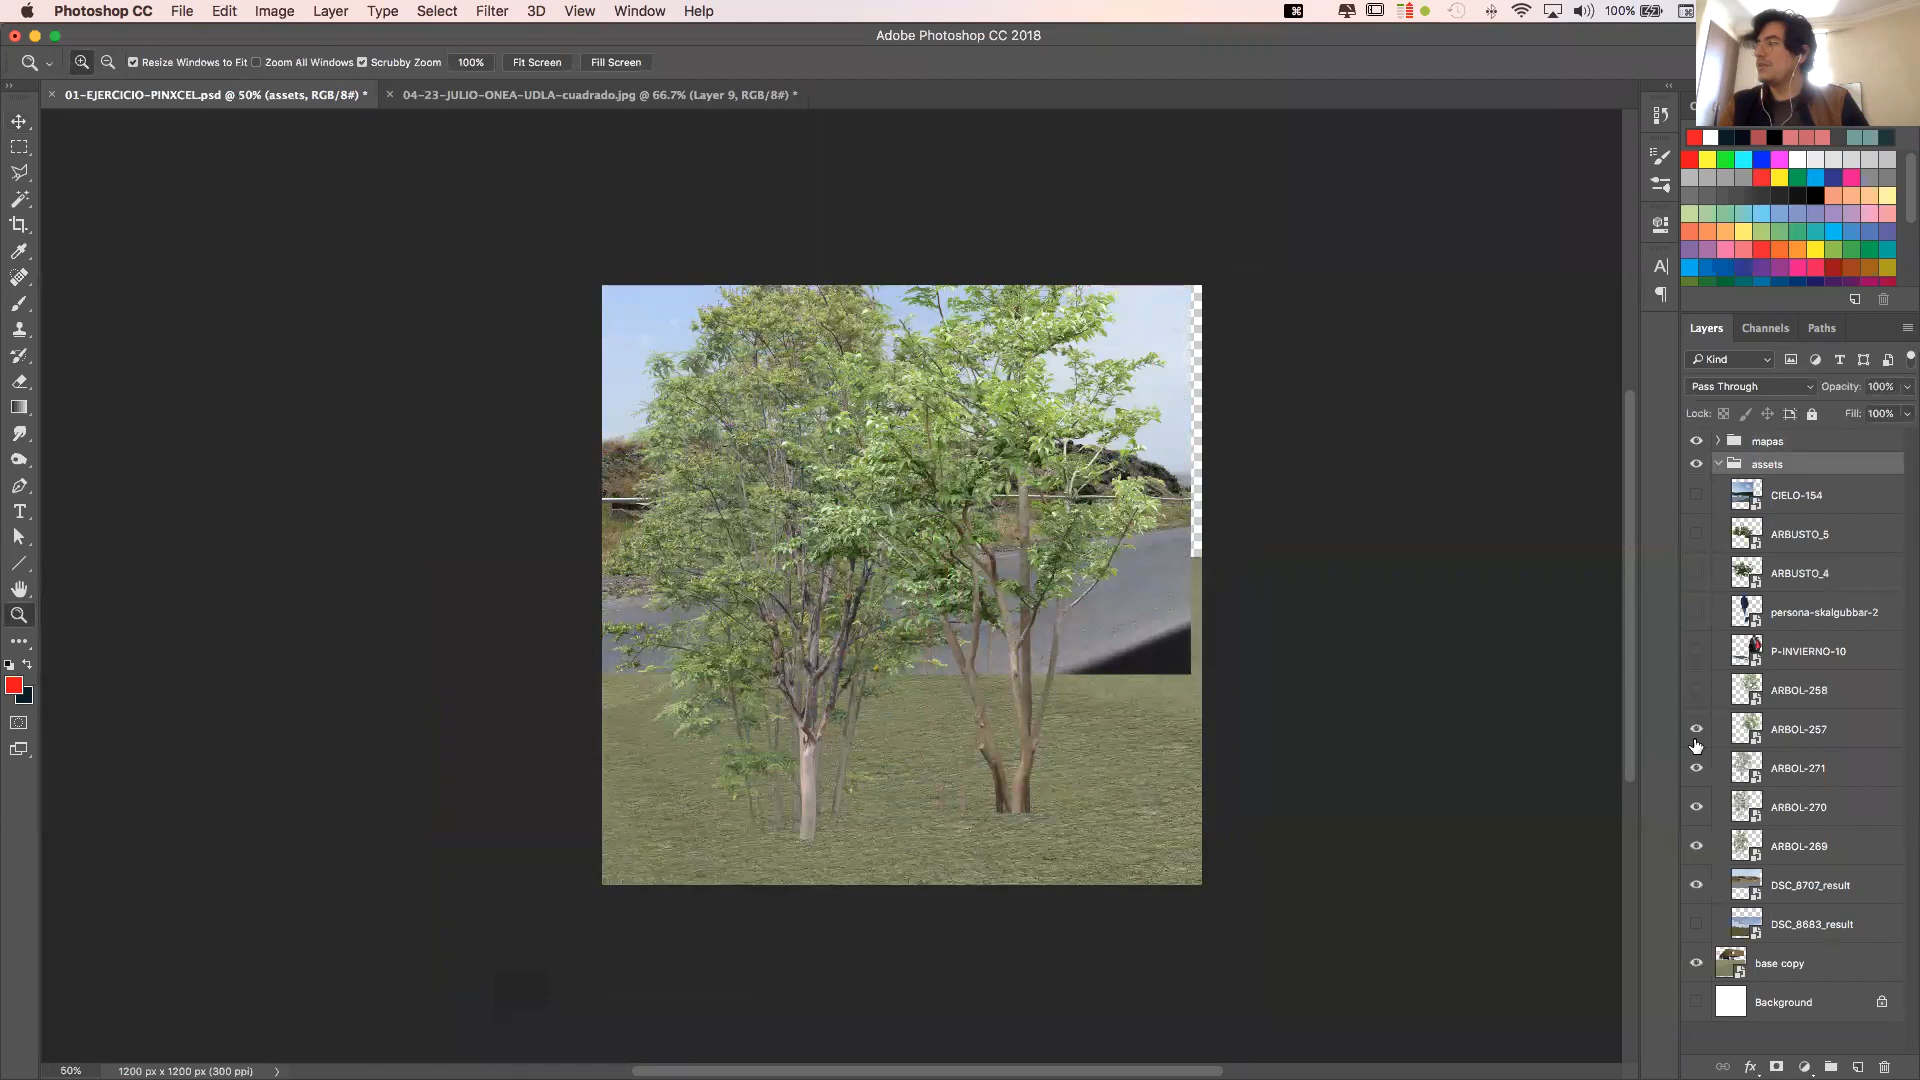 Photoshop CC File Edit Image Layer Type Select Filter 3D View Window Help 100%
Adobe Photoshop CC 2018
Resize Windows to Fit Zoom All Windows Scrubby Zoom 100% Fit Screen Fill Screen
01-EJERCICIO-PINXCEL.psd @ 50% (assets, RGB/8#) * 04-23-JULIO-ONEA-UDLA-cuadrado.jpg @ 66.7% (Layer 9, RGB/8#) *
Layers Channels Paths
Kind
Pass Through Opacity: 100%
Lock: Fill: 100%
mapas
assets
CIELO-154
ARBUSTO_5
ARBUSTO_4
persona-skalgubbar-2
P-INVIERNO-10
ARBOL-258
ARBOL-257
ARBOL-271
ARBOL-270
ARBOL-269
DSC_8707_result
DSC_8683_result
base copy
Background
50% 1200 px x 1200 px (300 ppi)